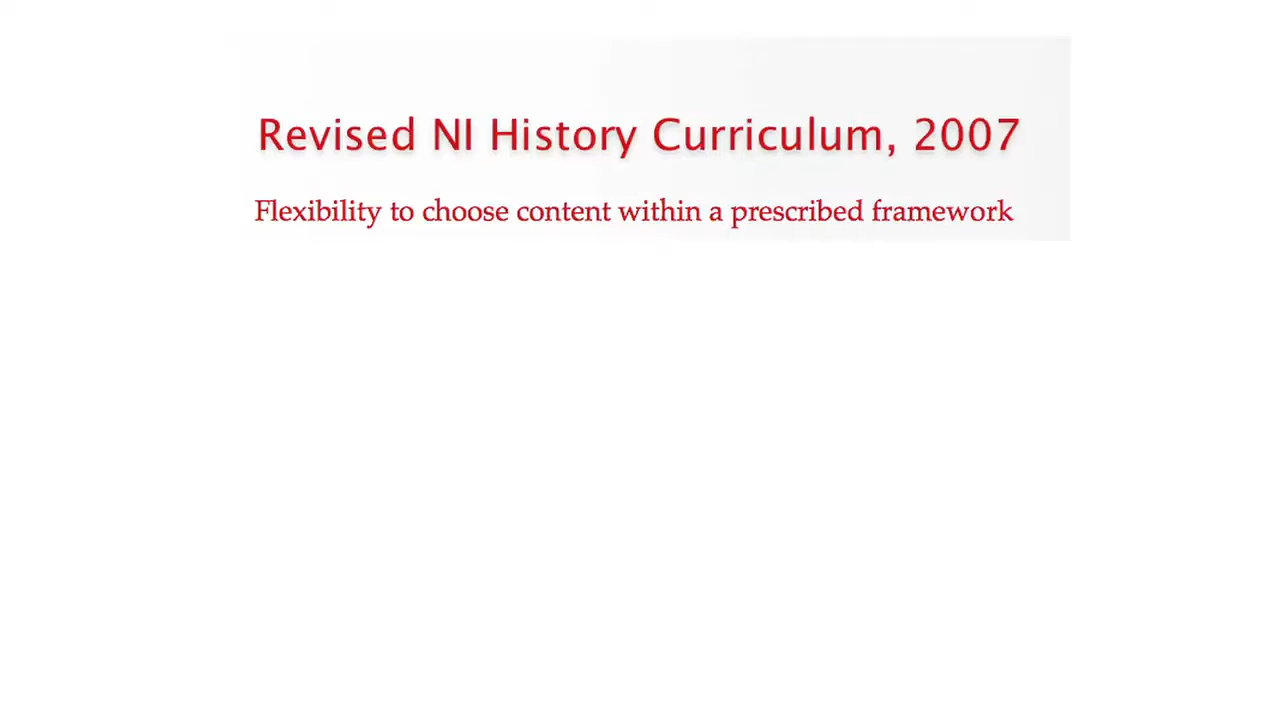 Revised NI History Curriculum, 2007
Flexibility to choose content within a prescribed framework